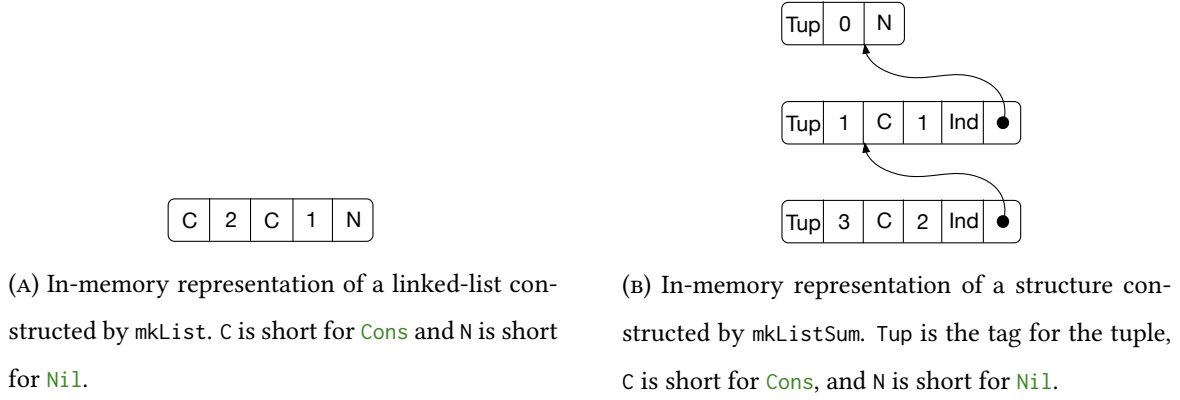 Tup 0 N
Tup 1 C 1 Ind
Tup 3 C 2 Ind
C 2 C 1 N
(A) In-memory representation of a linked-list con-
structed by mkList. C is short for Cons and N is short
for Nil.
(B) In-memory representation of a structure con-
structed by mkListSum. Tup is the tag for the tuple,
C is short for Cons, and N is short for Nil.